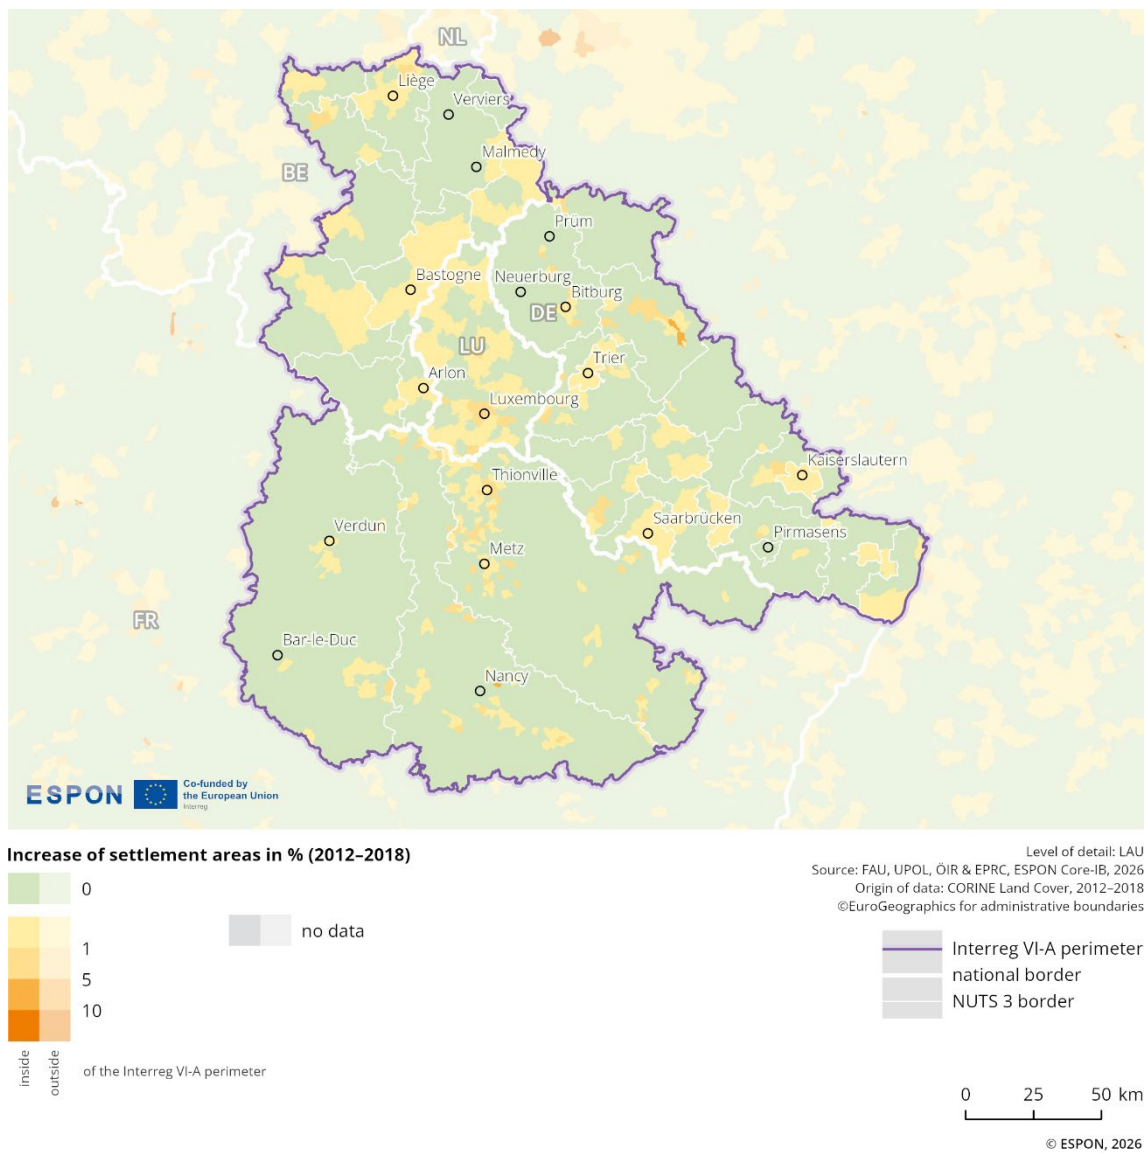 NL
Liège
Verviers
Malmedy
BE
Prüm
Bastogne
Neuerburg
Bitburg
DE
LU
Trier
Arlon
Luxembourg
Kaiserslautern
Thionville
Saarbrücken
Verdun
Pirmasens
Metz
FR
Bar-le-Duc
Nancy
ESPON
Co-funded by
the European Union
Interreg
Increase of settlement areas in % (2012–2018)
0
1
5
10
no data
inside
outside
of the Interreg VI-A perimeter
Level of detail: LAU
Source: FAU, UPOL, ÖIR & EPRC, ESPON Core-IB, 2026
Origin of data: CORINE Land Cover, 2012–2018
©EuroGeographics for administrative boundaries
Interreg VI-A perimeter
national border
NUTS 3 border
0 25 50 km
© ESPON, 2026